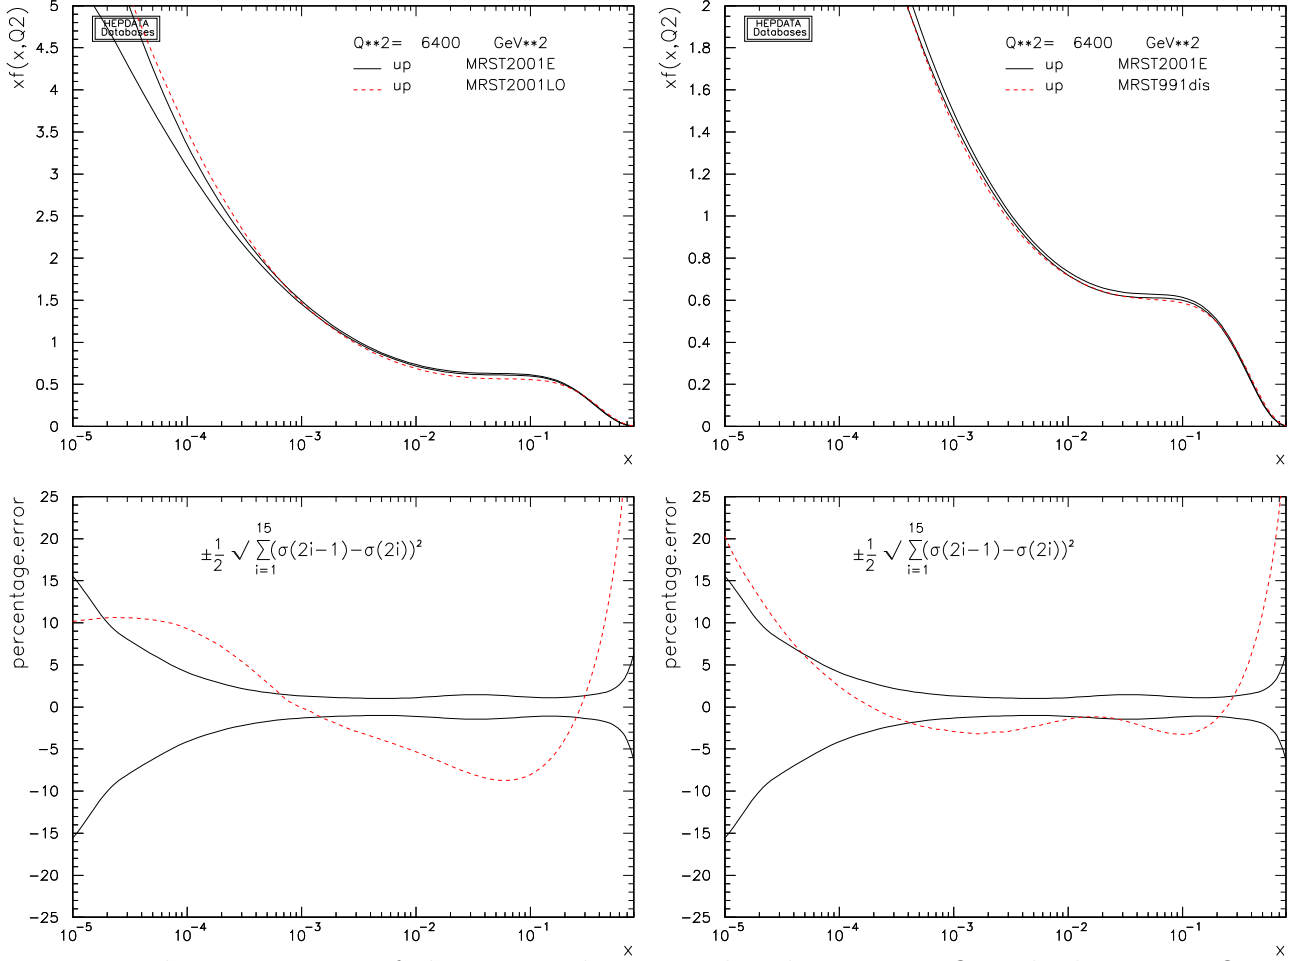 xf(x,Q2)
HEPDATA
Databases
Q**2= 6400 GeV**2
up MRST2001E
up MRST2001LO
5
4.5
4
3.5
3
2.5
2
1.5
1
0.5
0
10⁻⁵ 10⁻⁴ 10⁻³ 10⁻² 10⁻¹
x
xf(x,Q2)
HEPDATA
Databases
Q**2= 6400 GeV**2
up MRST2001E
up MRST991dis
2
1.8
1.6
1.4
1.2
1
0.8
0.6
0.4
0.2
0
10⁻⁵ 10⁻⁴ 10⁻³ 10⁻² 10⁻¹
x
percentage.error
25
20
15
10
5
0
−5
−10
−15
−20
−25
±1/2 √ 15∑i=1 (σ(2i−1)−σ(2i))²
10⁻⁵ 10⁻⁴ 10⁻³ 10⁻² 10⁻¹
x
percentage.error
25
20
15
10
5
0
−5
−10
−15
−20
−25
±1/2 √ 15∑i=1 (σ(2i−1)−σ(2i))²
10⁻⁵ 10⁻⁴ 10⁻³ 10⁻² 10⁻¹
x